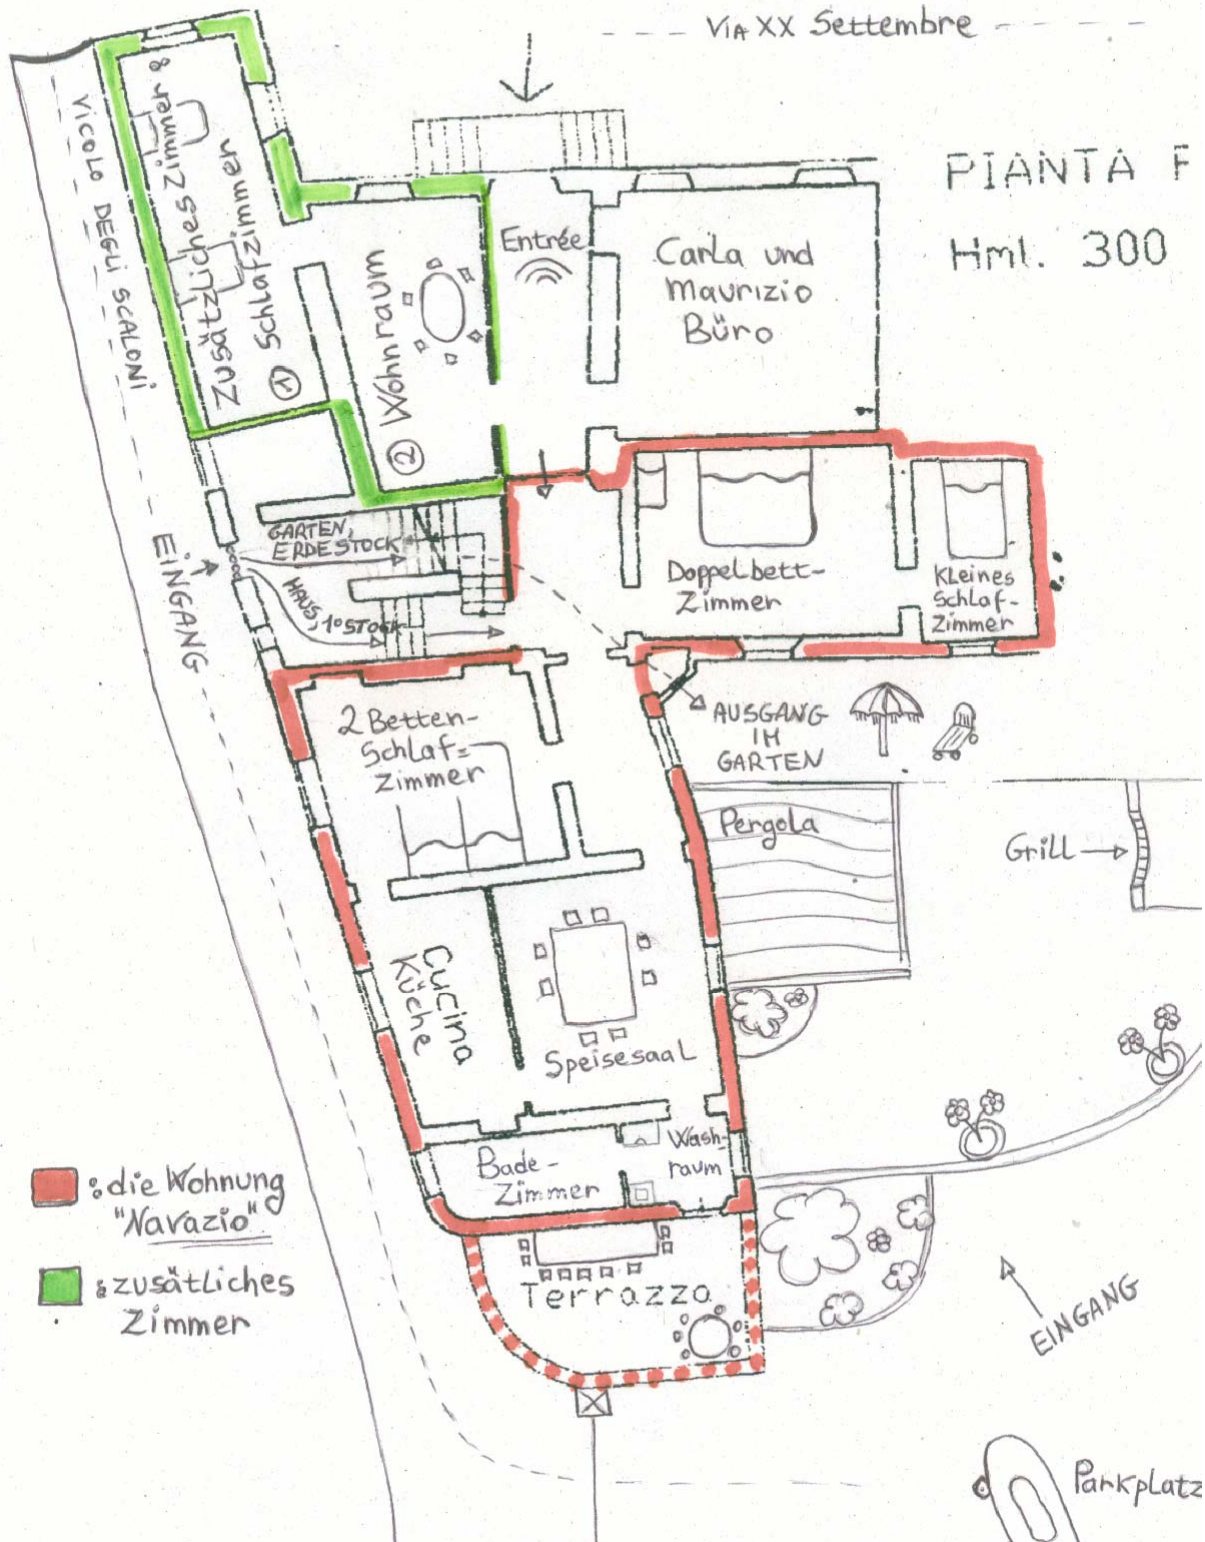 VIA XX Settembre
PIANTA F
Hml. 300
VICOLO DEGLI SCALONI
Zusätzliches zimmer :
Schlafzimmer
①
② Wohnraum
Entrée
Carla und
Maurizio
Büro
EINGANG
GARTEN,
ERDESTOCK
HAUS, 1° STOCK
Doppelbett-
Zimmer
Kleines
Schlaf-
Zimmer
2 Betten-
Schlaf=
Zimmer
AUSGANG
IM
GARTEN
Pergola
Grill
Cucina
Küche
Speisesaal
Bade-
Zimmer
Wash-
raum
Terrazza
: die Wohnung
"Navazio"
: zusätliches
Zimmer
EINGANG
Parkplatz